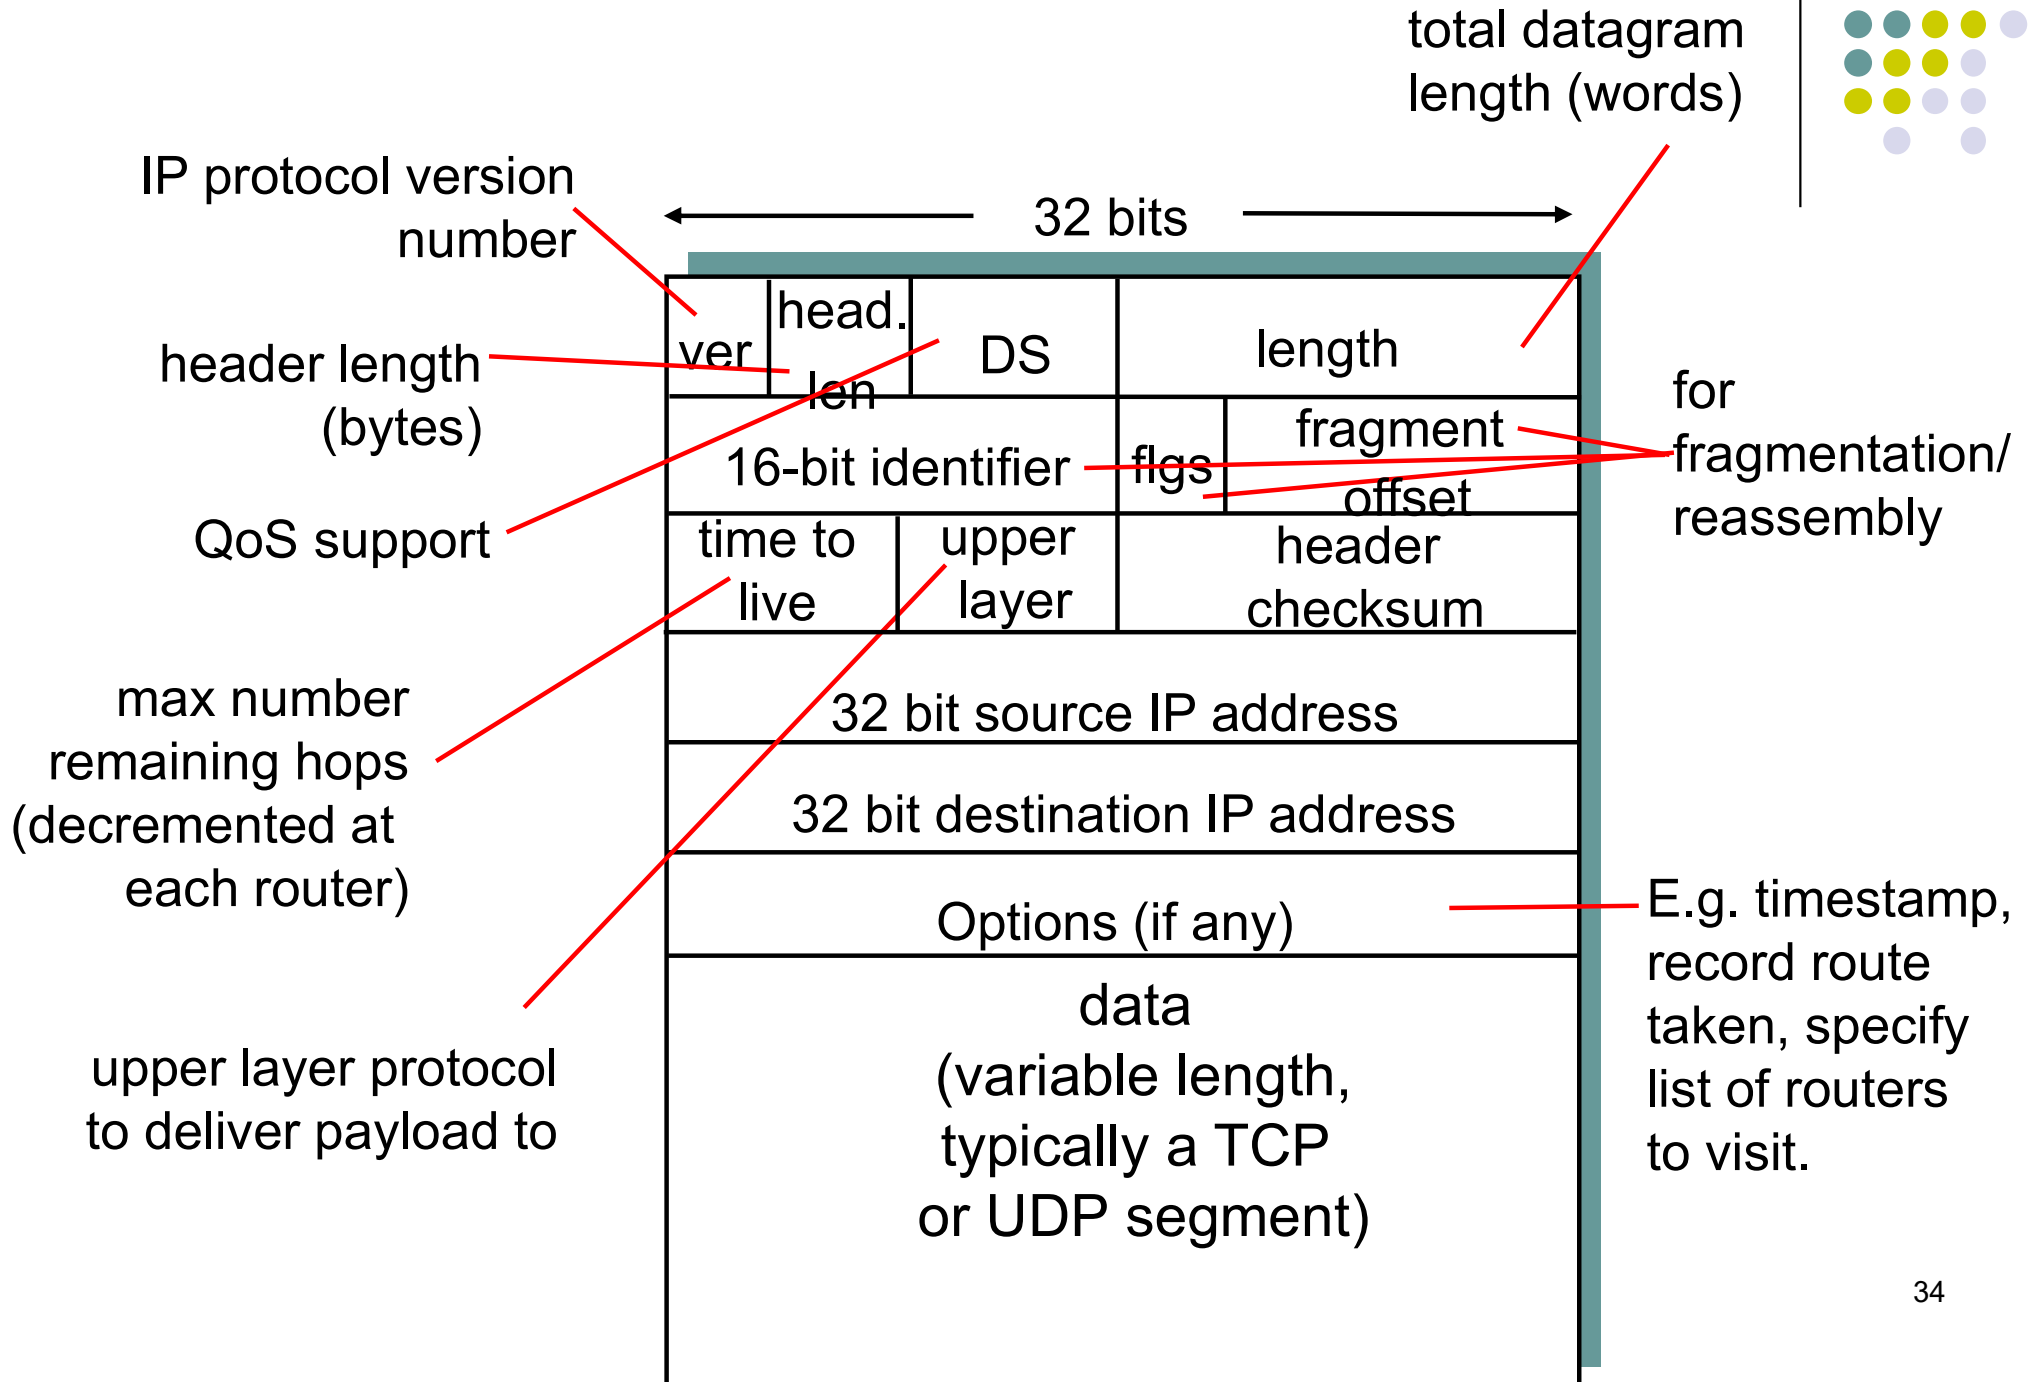 total datagram
length (words)
IP protocol version
number
32 bits
header length
(bytes)
QoS support
max number
remaining hops
(decremented at
each router)
upper layer protocol
to deliver payload to
ver
head.
len
DS
length
16-bit identifier
flgs
fragment
offset
time to
live
upper
layer
header
checksum
32 bit source IP address
32 bit destination IP address
Options (if any)
data
(variable length,
typically a TCP
or UDP segment)
for
fragmentation/
reassembly
E.g. timestamp,
record route
taken, specify
list of routers
to visit.
34